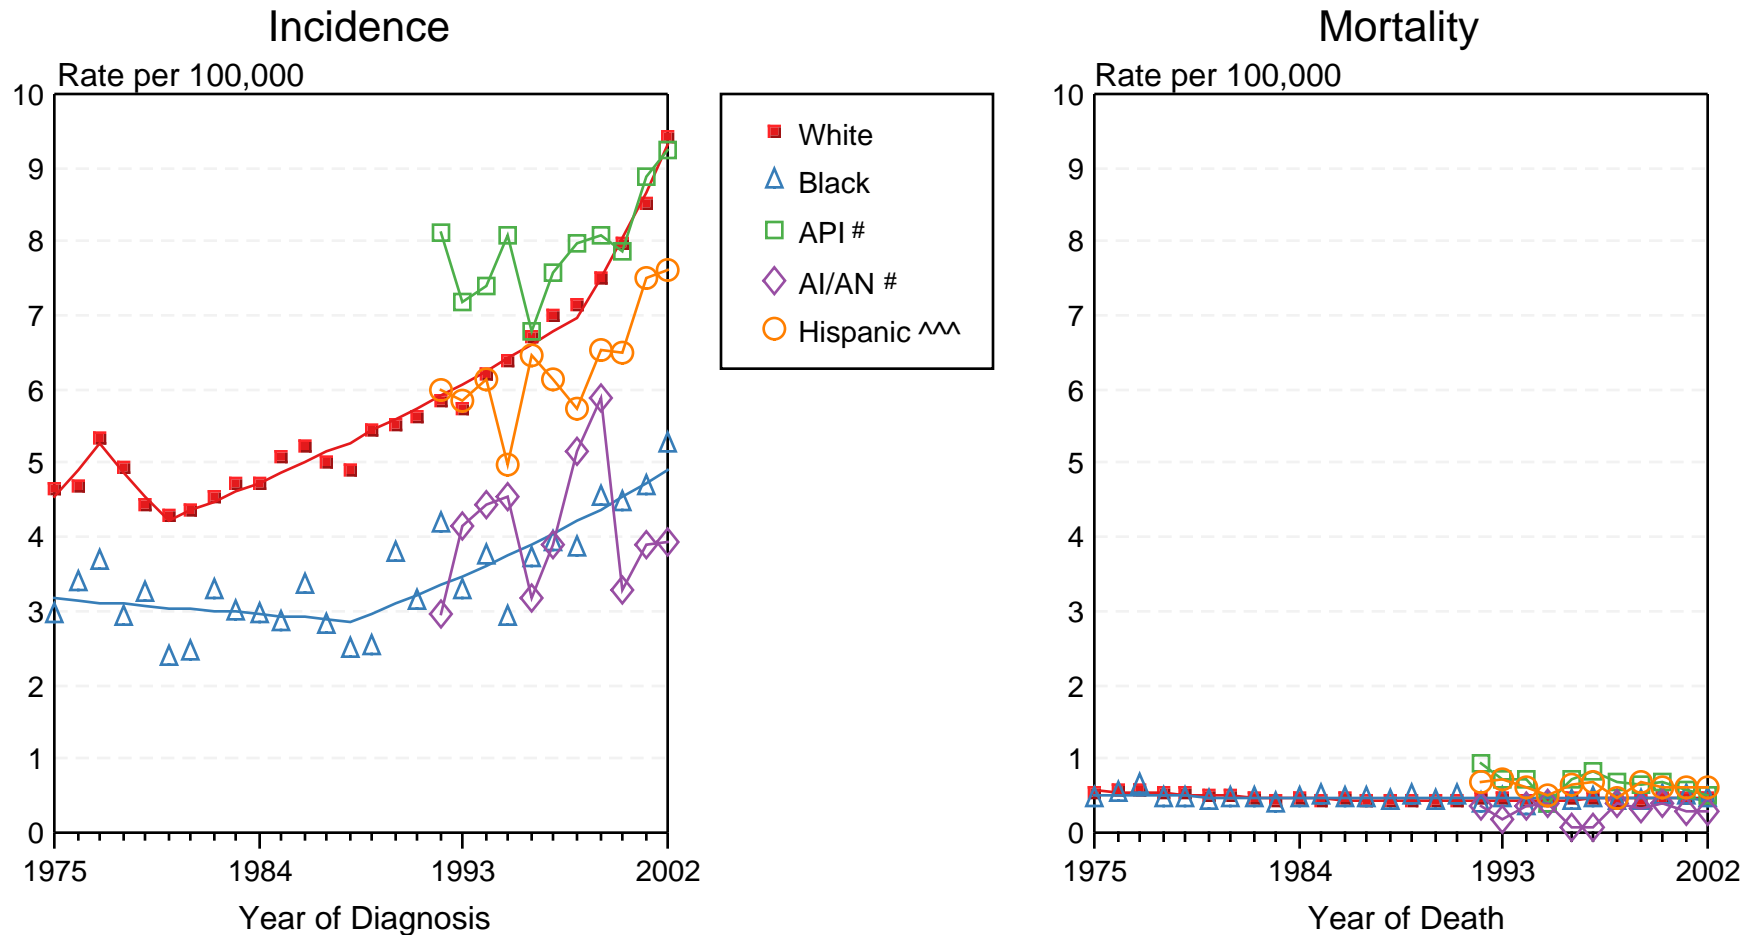 Incidence
Rate per 100,000
10
9
8
7
6
5
4
3
2
1
0
1975 1984 1993 2002
Year of Diagnosis
White
Black
API #
AI/AN #
Hispanic ^^^
Mortality
Rate per 100,000
10
9
8
7
6
5
4
3
2
1
0
1975 1984 1993 2002
Year of Death